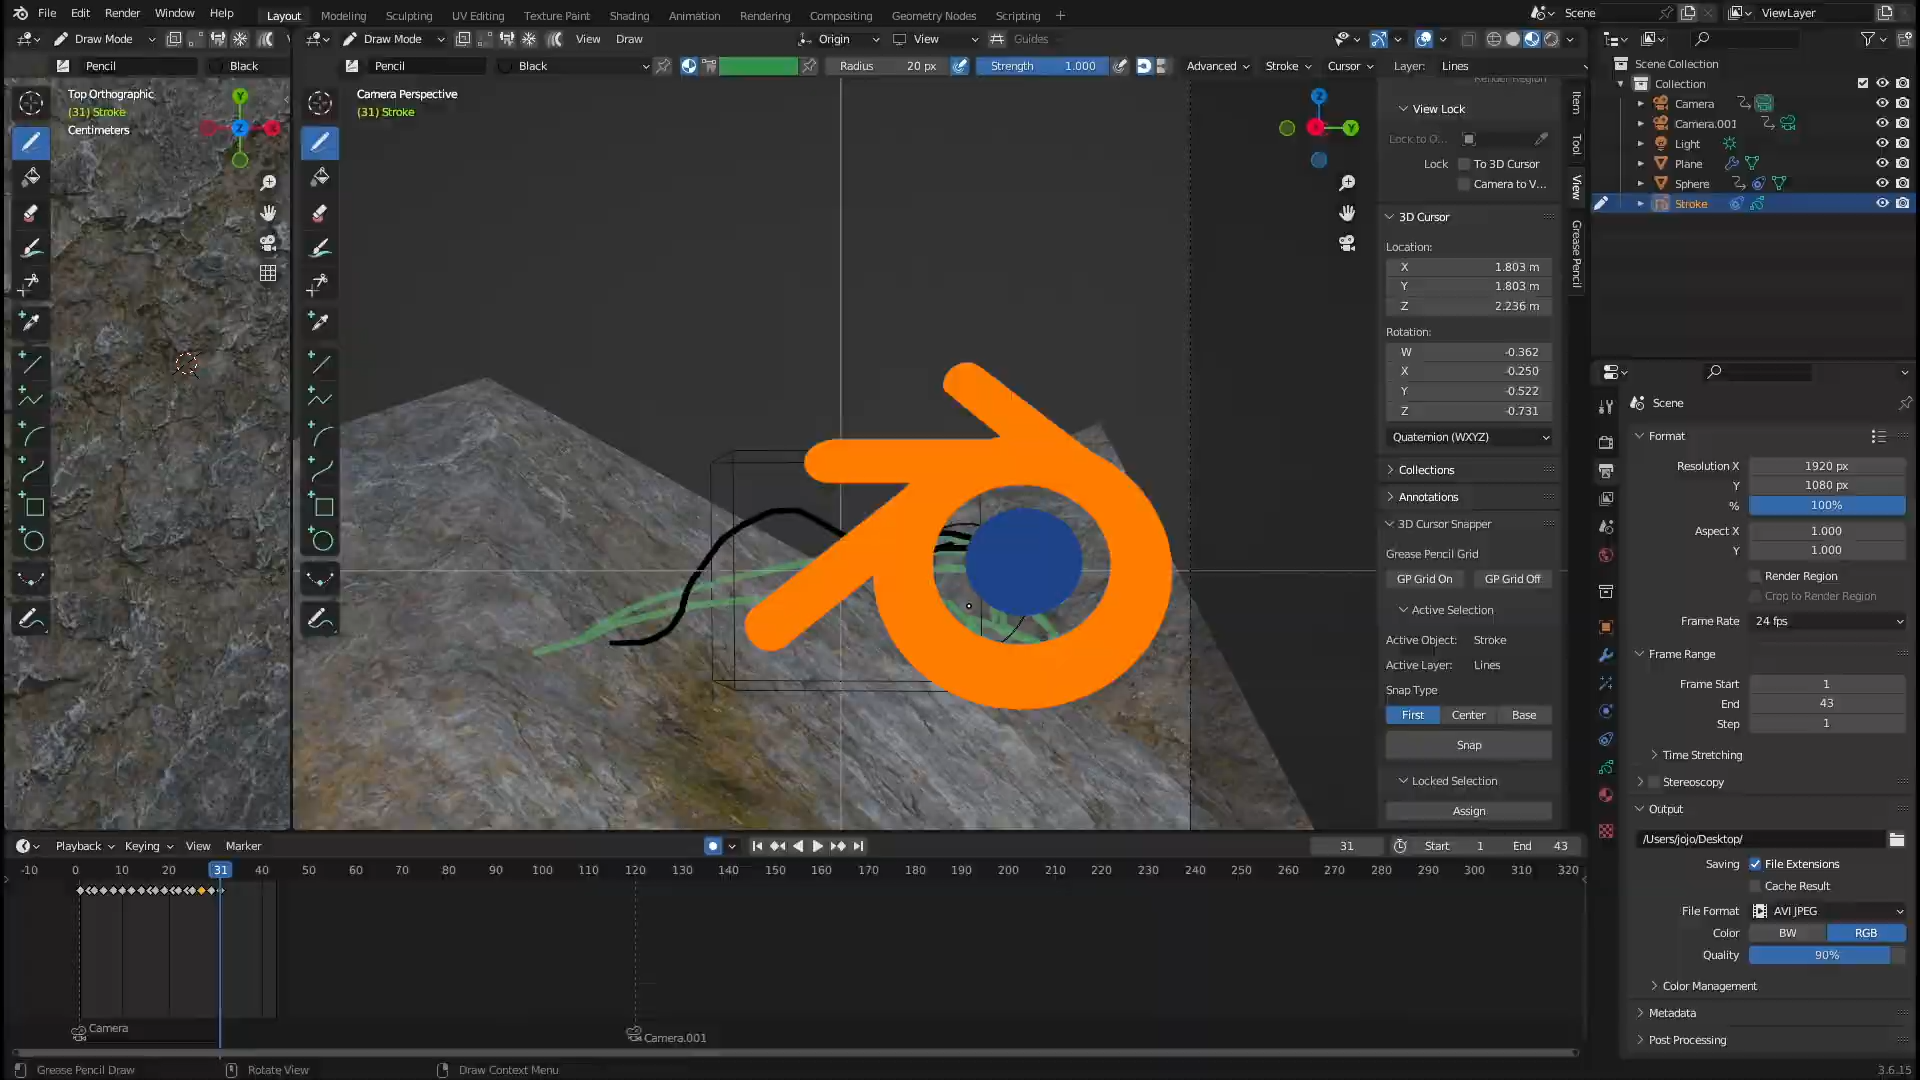 File Edit Render Window Help Layout Modeling Sculpting UV Editing Texture Paint Shading Animation Rendering Compositing Geometry Nodes Scripting + Scene ViewLayer
Draw Mode Draw Mode View Draw Origin View Guides
Pencil Black Pencil Black Radius 20 px Strength 1.000 Advanced Stroke Cursor Layer: Lines
Top Orthographic
(31) Stroke
Centimeters
Camera Perspective
(31) Stroke
View Lock
Lock to O...
Lock To 3D Cursor
Camera to V...
3D Cursor
Location:
X 1.803 m
Y 1.803 m
Z 2.236 m
Rotation:
W -0.362
X -0.250
Y -0.522
Z -0.731
Quaternion (WXYZ)
Collections
Annotations
3D Cursor Snapper
Grease Pencil Grid
GP Grid On GP Grid Off
Active Selection
Active Object: Stroke
Active Layer: Lines
Snap Type
First Center Base
Snap
Locked Selection
Assign
Item
Tool
View
Grease Pencil
Scene Collection
Collection
Camera
Camera.001
Light
Plane
Sphere
Stroke
Scene
Format
Resolution X 1920 px
Y 1080 px
% 100%
Aspect X 1.000
Y 1.000
Render Region
Crop to Render Region
Frame Rate 24 fps
Frame Range
Frame Start 1
End 43
Step 1
Time Stretching
Stereoscopy
Output
/Users/jojo/Desktop/
Saving File Extensions
Cache Result
File Format AVI JPEG
Color BW RGB
Quality 90%
Color Management
Metadata
Post Processing
Playback Keying View Marker 31 Start 1 End 43
-10 0 10 20 31 40 50 60 70 80 90 100 110 120 130 140 150 160 170 180 190 200 210 220 230 240 250 260 270 280 290 300 310 320
Camera
Camera.001
Grease Pencil Draw Rotate View Draw Context Menu 3.6.15